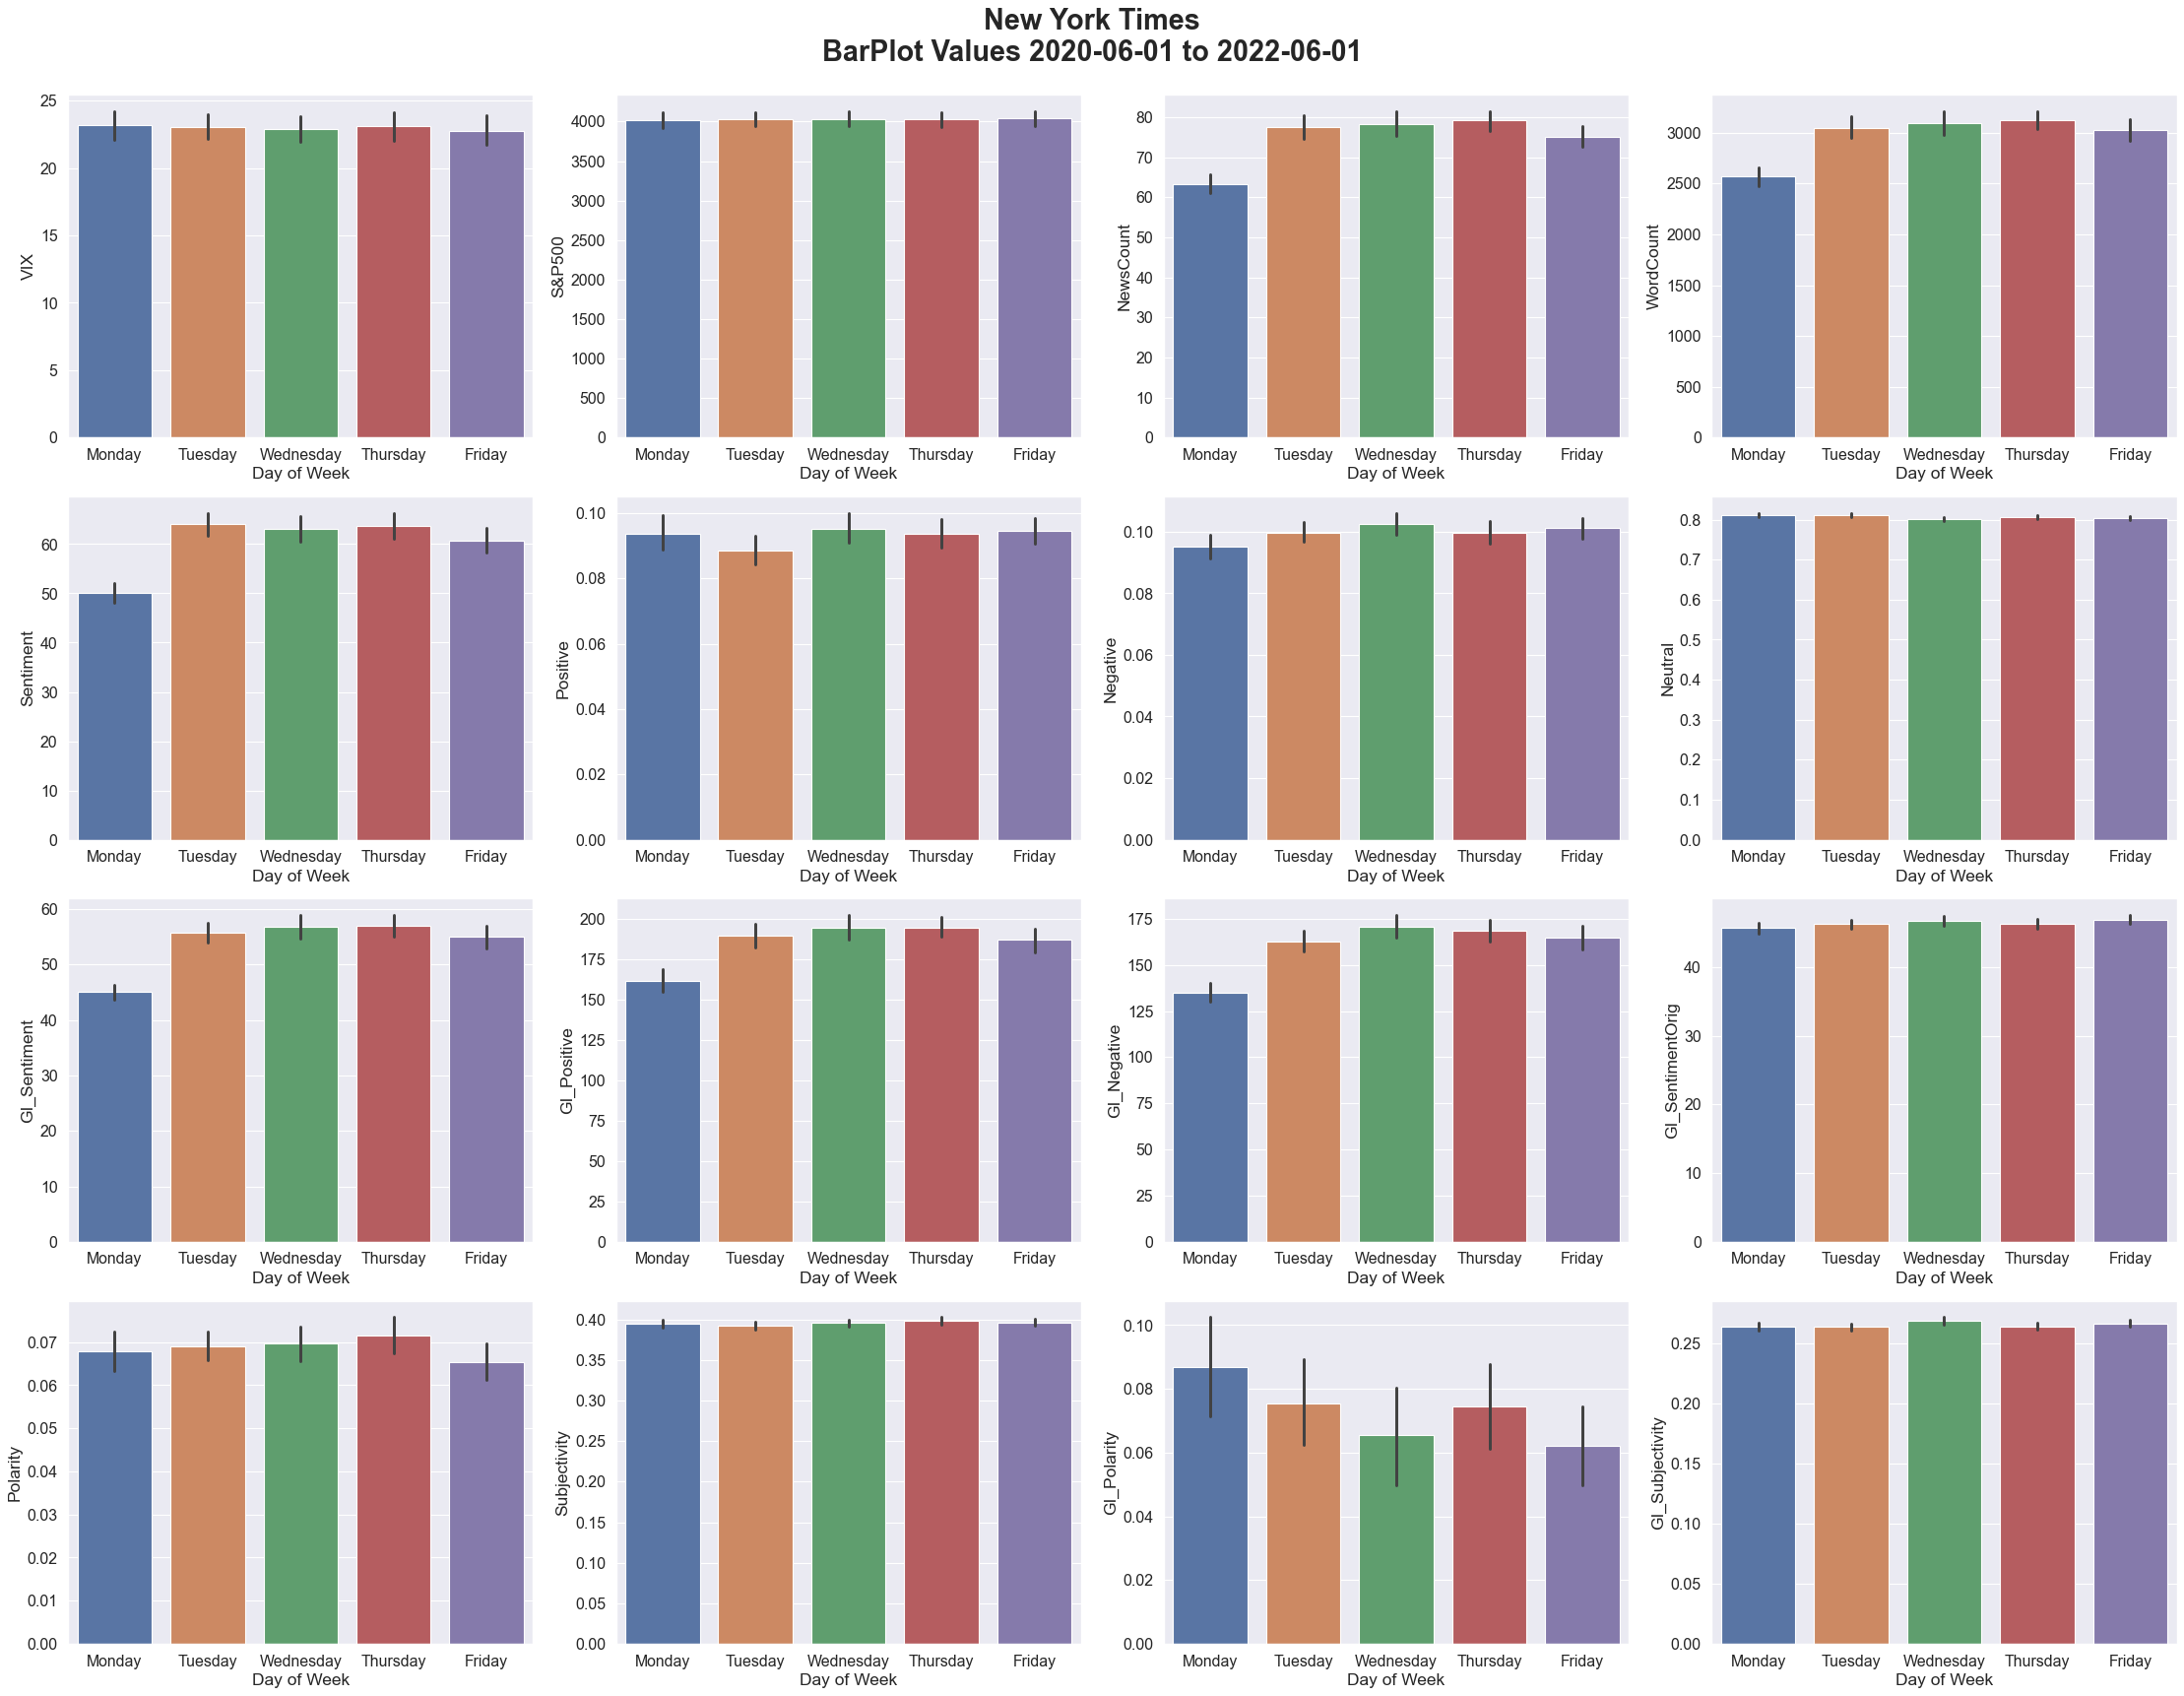 New York Times
BarPlot Values 2020-06-01 to 2022-06-01
VIX
25
20
15
10
5
0
Monday Tuesday Wednesday Thursday Friday
Day of Week
S&P500
4000
3500
3000
2500
2000
1500
1000
500
0
Monday Tuesday Wednesday Thursday Friday
Day of Week
NewsCount
80
70
60
50
40
30
20
10
0
Monday Tuesday Wednesday Thursday Friday
Day of Week
WordCount
3000
2500
2000
1500
1000
500
0
Monday Tuesday Wednesday Thursday Friday
Day of Week
Sentiment
60
50
40
30
20
10
0
Monday Tuesday Wednesday Thursday Friday
Day of Week
Positive
0.10
0.08
0.06
0.04
0.02
0.00
Monday Tuesday Wednesday Thursday Friday
Day of Week
Negative
0.10
0.08
0.06
0.04
0.02
0.00
Monday Tuesday Wednesday Thursday Friday
Day of Week
Neutral
0.8
0.7
0.6
0.5
0.4
0.3
0.2
0.1
0.0
Monday Tuesday Wednesday Thursday Friday
Day of Week
GI_Sentiment
60
50
40
30
20
10
0
Monday Tuesday Wednesday Thursday Friday
Day of Week
GI_Positive
200
175
150
125
100
75
50
25
0
Monday Tuesday Wednesday Thursday Friday
Day of Week
GI_Negative
175
150
125
100
75
50
25
0
Monday Tuesday Wednesday Thursday Friday
Day of Week
GI_SentimentOrig
40
30
20
10
0
Monday Tuesday Wednesday Thursday Friday
Day of Week
Polarity
0.07
0.06
0.05
0.04
0.03
0.02
0.01
0.00
Monday Tuesday Wednesday Thursday Friday
Day of Week
Subjectivity
0.40
0.35
0.30
0.25
0.20
0.15
0.10
0.05
0.00
Monday Tuesday Wednesday Thursday Friday
Day of Week
GI_Polarity
0.10
0.08
0.06
0.04
0.02
0.00
Monday Tuesday Wednesday Thursday Friday
Day of Week
GI_Subjectivity
0.25
0.20
0.15
0.10
0.05
0.00
Monday Tuesday Wednesday Thursday Friday
Day of Week